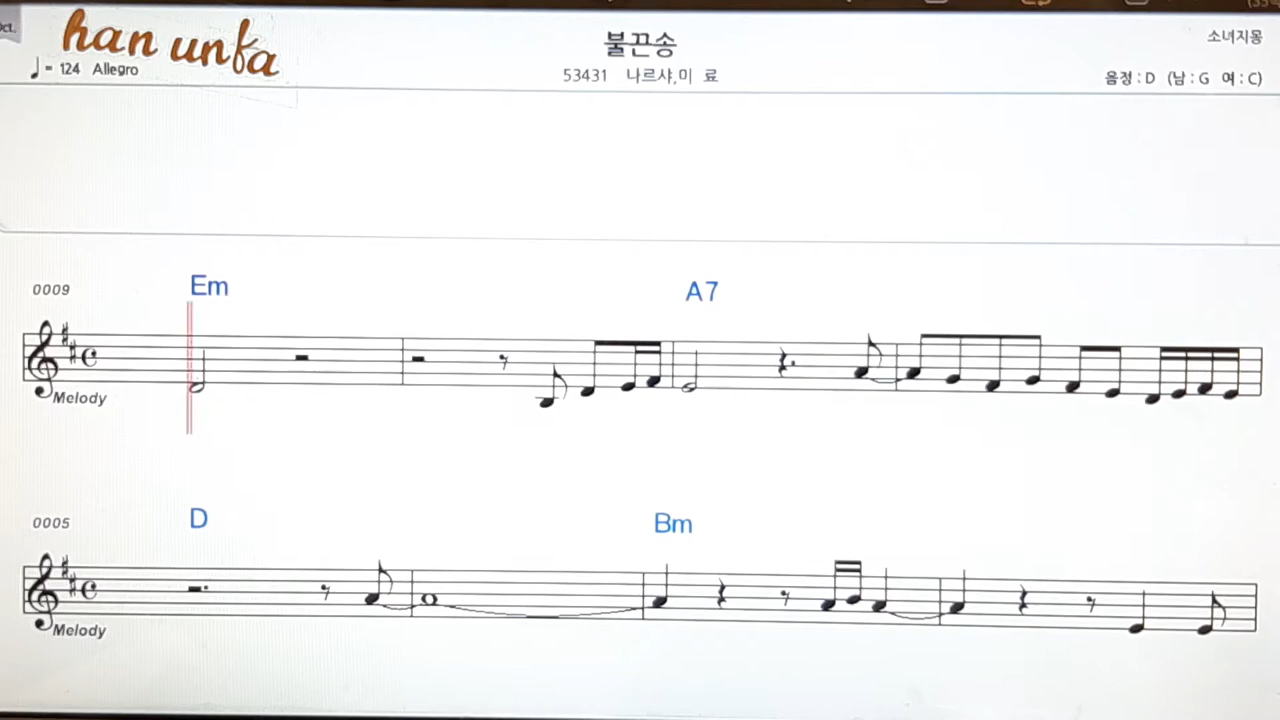 han unfa
불끈송
소녀지몽
♩= 124 Allegro
53431 나르샤,미 료
음정 : D (남 : G 여 : C)
0009
Em
A7
Melody
0005
D
Bm
Melody